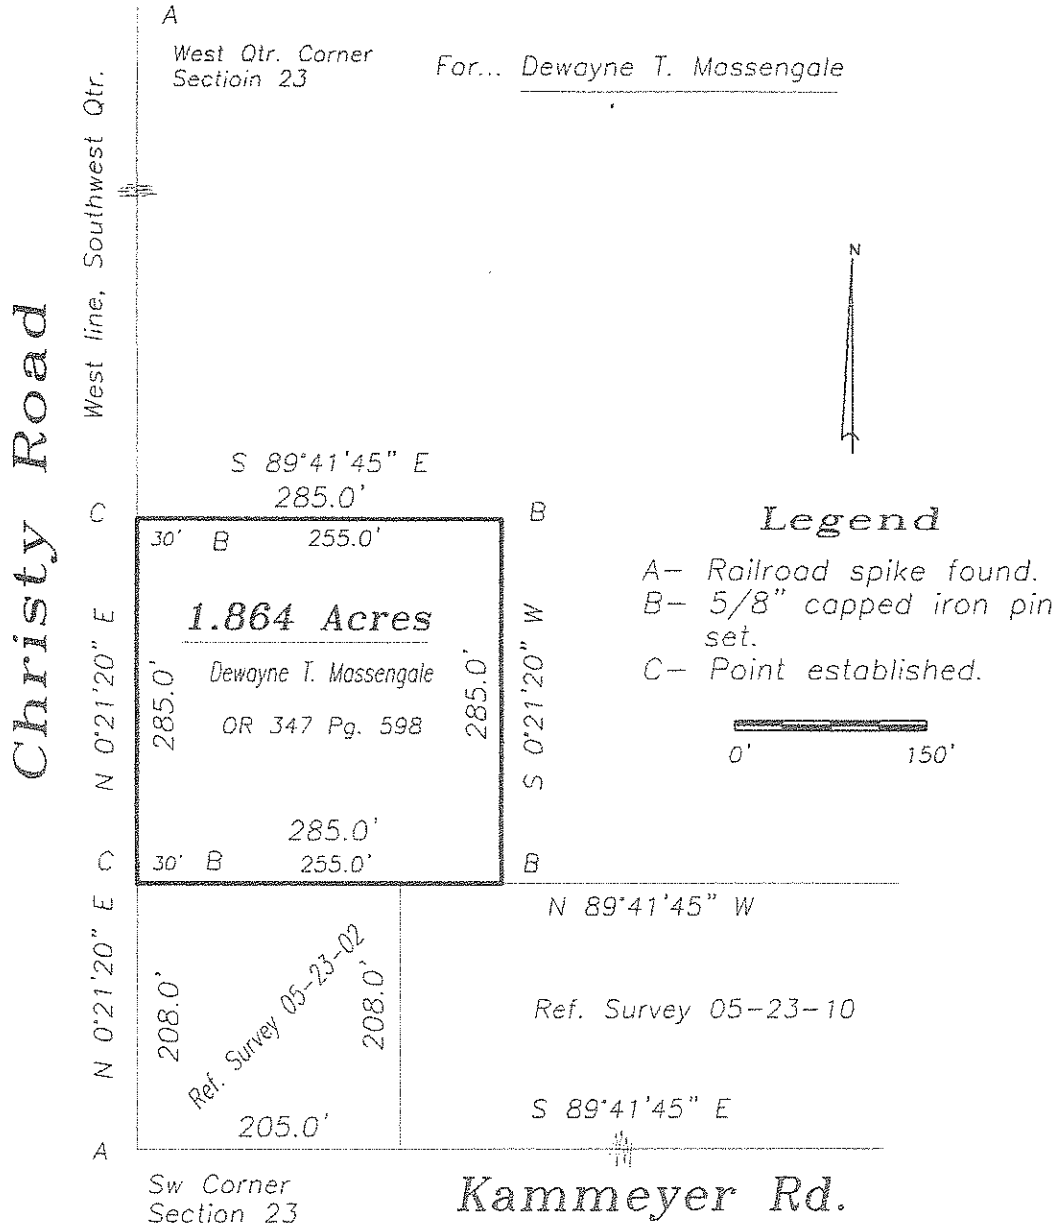 A
West Qtr. Corner
Sectioin 23
For... Dewayne T. Massengale
West line, Southwest Qtr.
Christy Road
N
S 89°41'45" E
285.0'
C
B
30' B 255.0'
Legend
A- Railroad spike found.
B- 5/8" capped iron pin
set.
C- Point established.
0' 150'
1.864 Acres
Dewayne T. Massengale
OR 347 Pg. 598
N 0°21'20" E
285.0'
285.0'
S 0°21'20" W
285.0'
C
30' B 255.0'
B
N 89°41'45" W
N 0°21'20" E
208.0'
Ref. Survey 05-23-02
208.0'
Ref. Survey 05-23-10
205.0'
S 89°41'45" E
A
Sw Corner
Section 23
Kammeyer Rd.